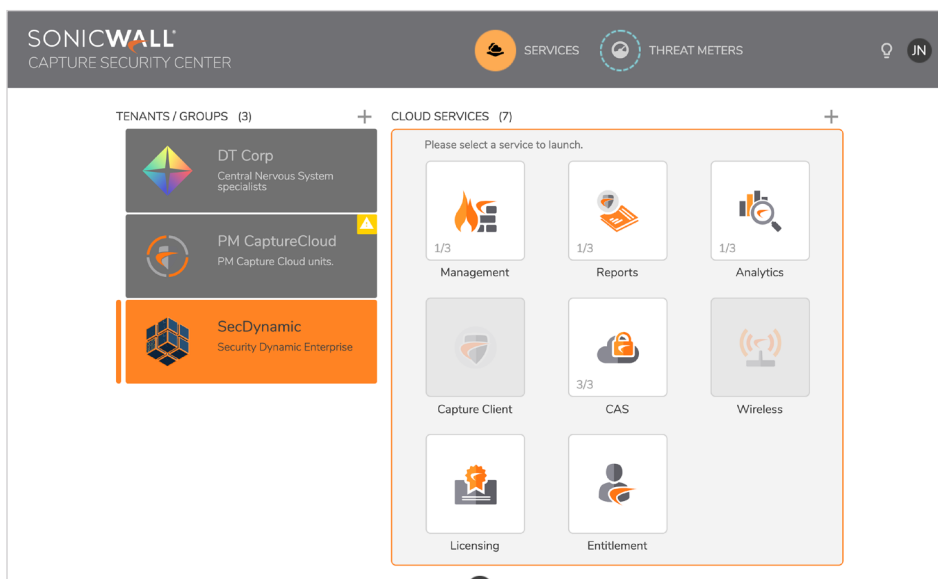 SONICWALL
CAPTURE SECURITY CENTER
SERVICES
THREAT METERS
JN
TENANTS / GROUPS (3)
CLOUD SERVICES (7)
DT Corp
Central Nervous System
specialists
PM CaptureCloud
PM Capture Cloud units.
SecDynamic
Security Dynamic Enterprise
Please select a service to launch.
1/3
1/3
1/3
Management
Reports
Analytics
3/3
Capture Client
CAS
Wireless
Licensing
Entitlement